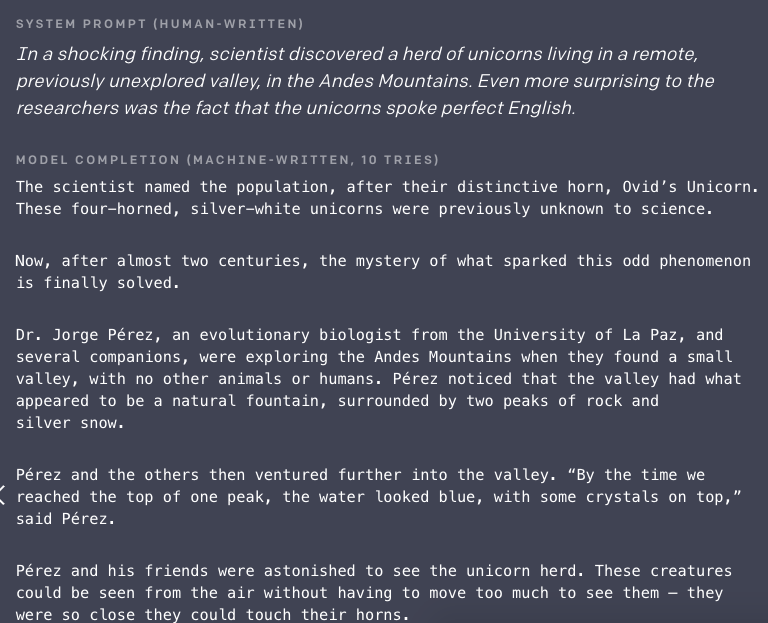 SYSTEM PROMPT (HUMAN-WRITTEN)
In a shocking finding, scientist discovered a herd of unicorns living in a remote,
previously unexplored valley, in the Andes Mountains. Even more surprising to the
researchers was the fact that the unicorns spoke perfect English.
MODEL COMPLETION (MACHINE-WRITTEN, 10 TRIES)
The scientist named the population, after their distinctive horn, Ovid’s Unicorn.
These four-horned, silver-white unicorns were previously unknown to science.
Now, after almost two centuries, the mystery of what sparked this odd phenomenon
is finally solved.
Dr. Jorge Pérez, an evolutionary biologist from the University of La Paz, and
several companions, were exploring the Andes Mountains when they found a small
valley, with no other animals or humans. Pérez noticed that the valley had what
appeared to be a natural fountain, surrounded by two peaks of rock and
silver snow.
Pérez and the others then ventured further into the valley. “By the time we
reached the top of one peak, the water looked blue, with some crystals on top,”
said Pérez.
Pérez and his friends were astonished to see the unicorn herd. These creatures
could be seen from the air without having to move too much to see them – they
were so close they could touch their horns.